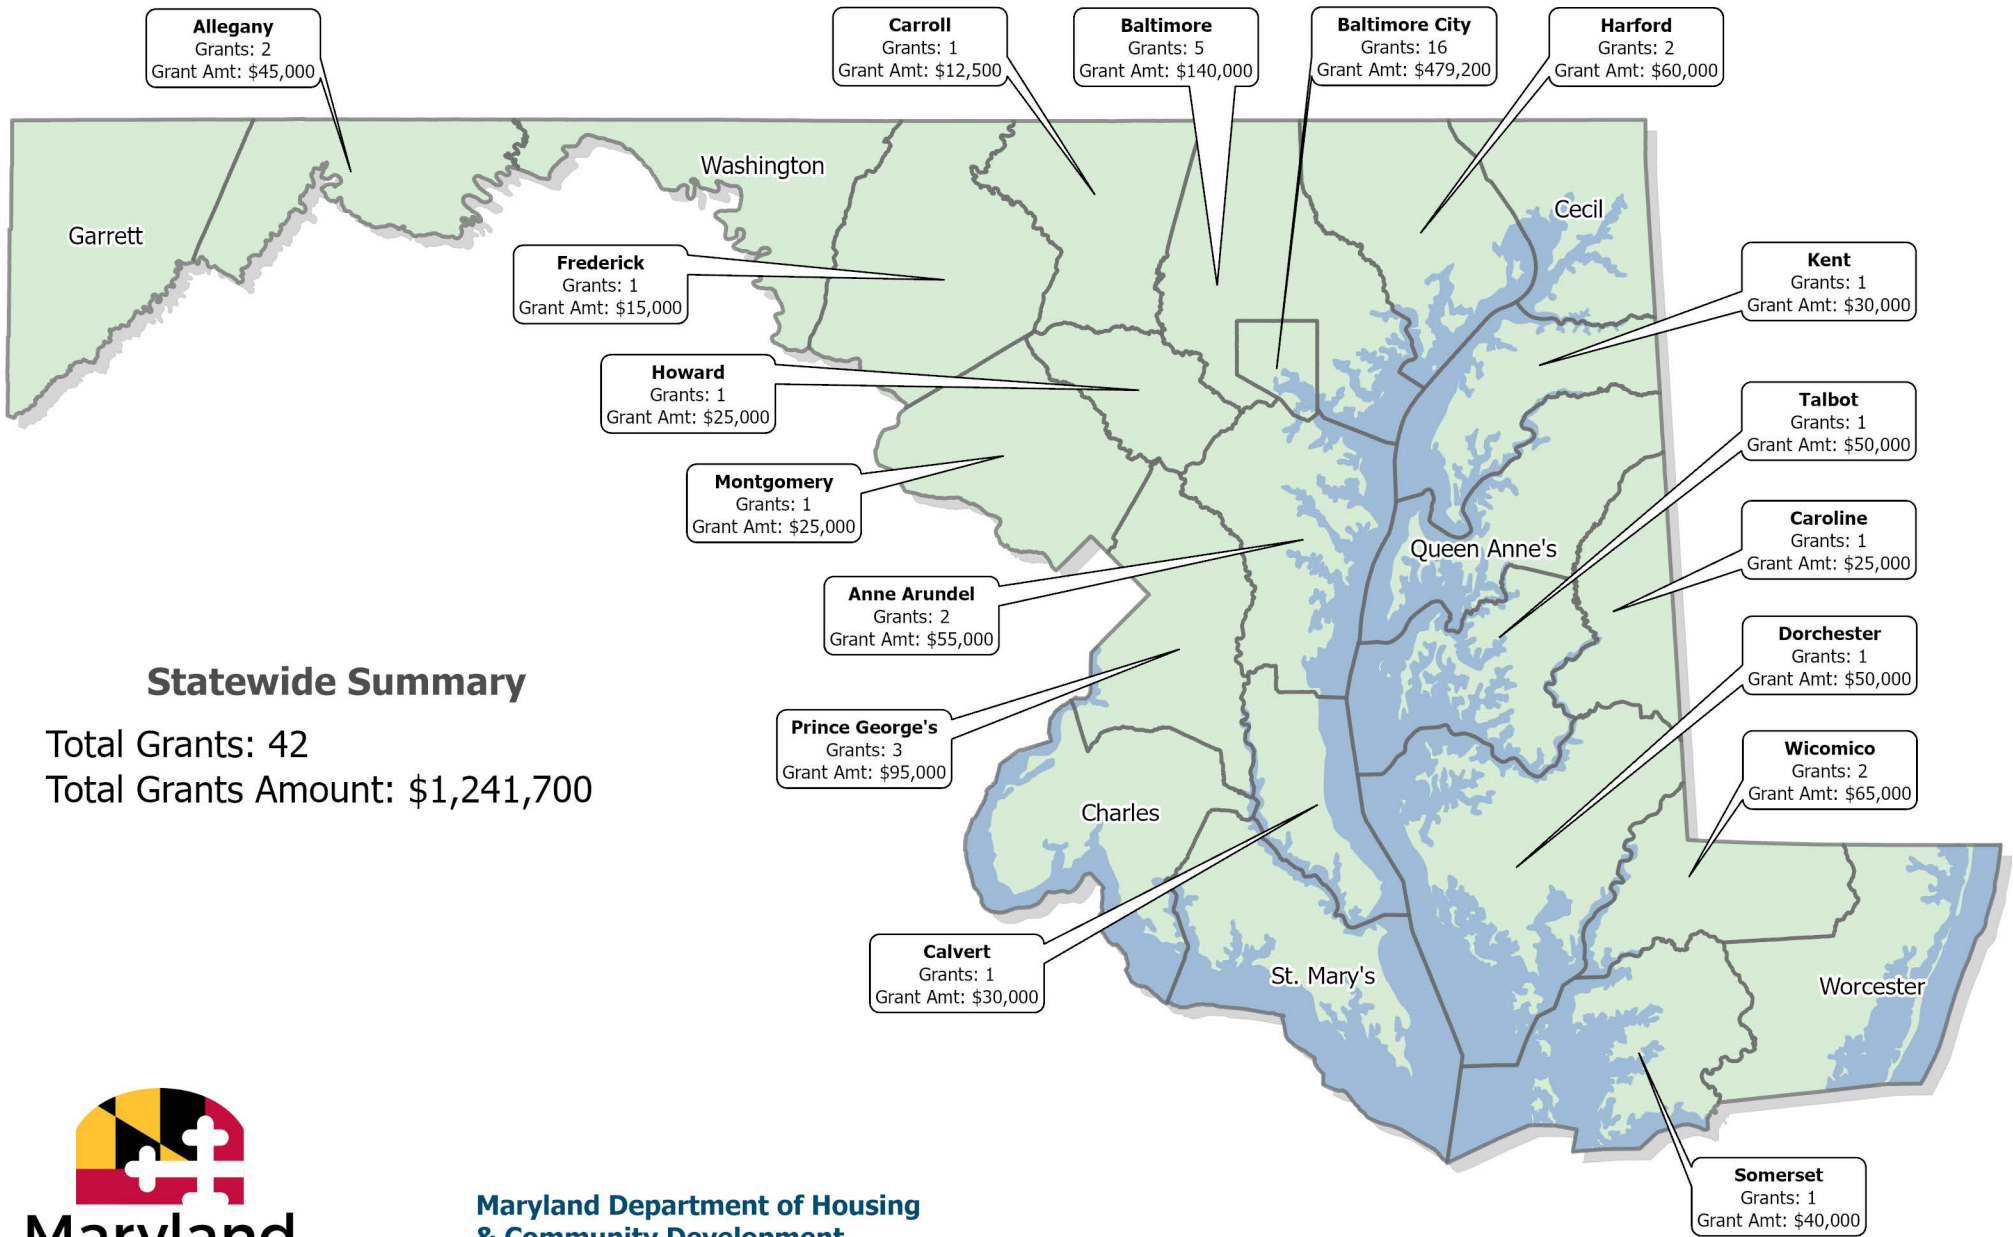 Allegany
Grants: 2
Grant Amt: $45,000
Carroll
Grants: 1
Grant Amt: $12,500
Baltimore
Grants: 5
Grant Amt: $140,000
Baltimore City
Grants: 16
Grant Amt: $479,200
Harford
Grants: 2
Grant Amt: $60,000
Washington
Garrett
Cecil
Frederick
Grants: 1
Grant Amt: $15,000
Kent
Grants: 1
Grant Amt: $30,000
Howard
Grants: 1
Grant Amt: $25,000
Talbot
Grants: 1
Grant Amt: $50,000
Montgomery
Grants: 1
Grant Amt: $25,000
Queen Anne's
Caroline
Grants: 1
Grant Amt: $25,000
Anne Arundel
Grants: 2
Grant Amt: $55,000
Dorchester
Grants: 1
Grant Amt: $50,000
Statewide Summary
Total Grants: 42
Total Grants Amount: $1,241,700
Prince George's
Grants: 3
Grant Amt: $95,000
Wicomico
Grants: 2
Grant Amt: $65,000
Charles
Calvert
Grants: 1
Grant Amt: $30,000
St. Mary's
Worcester
Somerset
Grants: 1
Grant Amt: $40,000
Maryland
Maryland Department of Housing
& Community Development